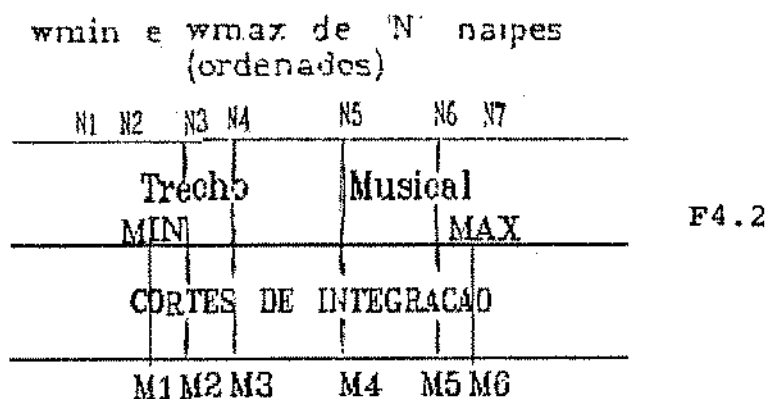 wmin e wmax de 'N' naipes
(ordenados)
N1 N2 N3 N4 N5 N6 N7
Trecho Musical
MIN MAX
F4.2
CORTES DE INTEGRACAO
M1 M2 M3 M4 M5 M6